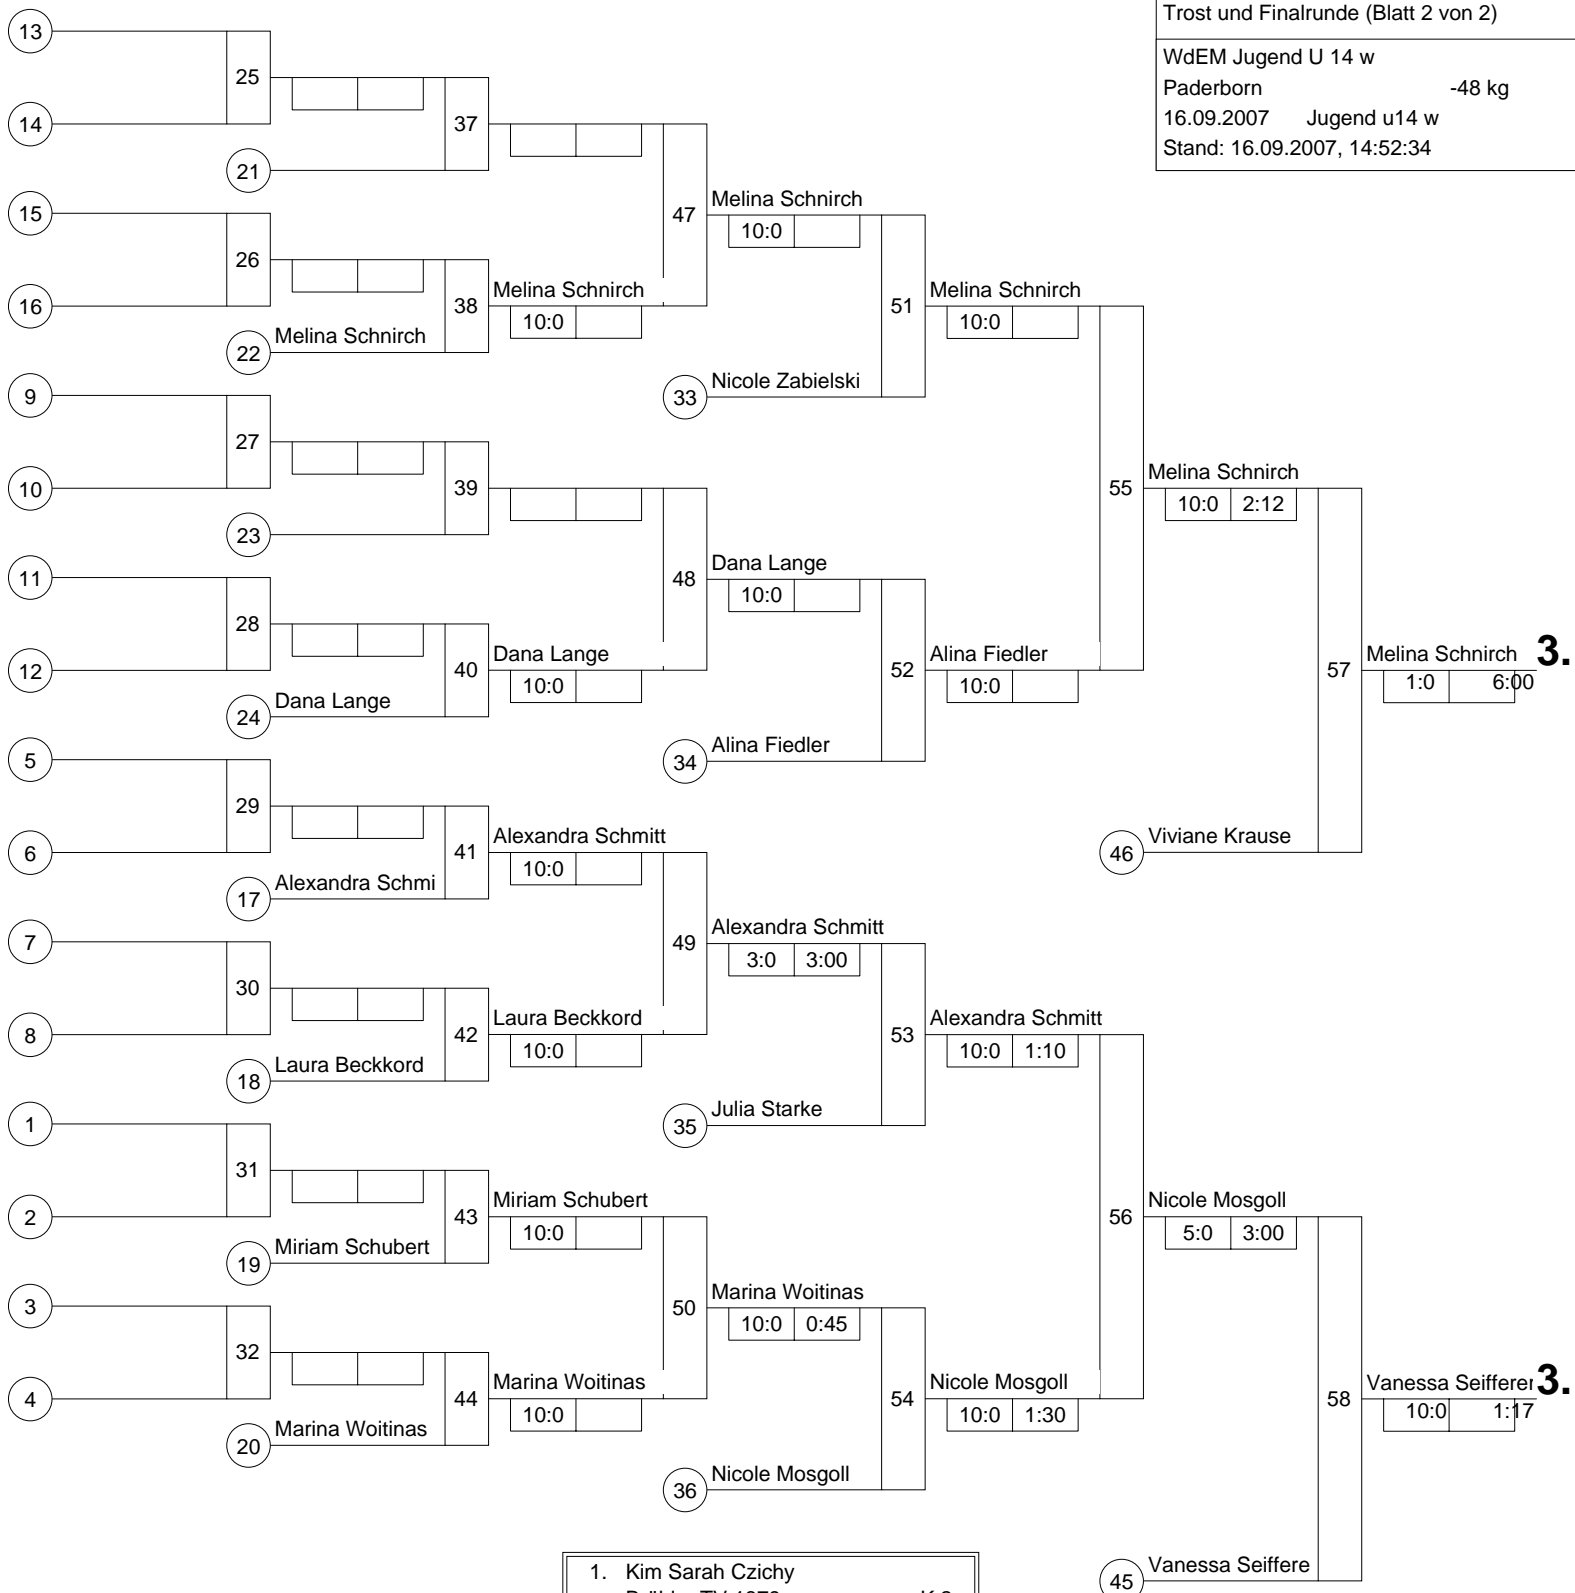 Trost und Finalrunde (Blatt 2 von 2)
WdEM Jugend U 14 w
Paderborn -48 kg
16.09.2007 Jugend u14 w
Stand: 16.09.2007, 14:52:34
13
25
14
37
21
15
47
Melina Schnirch
10:0
26
16
38
Melina Schnirch
10:0
51
Melina Schnirch
10:0
22
Melina Schnirch
9
33
Nicole Zabielski
27
10
39
55
Melina Schnirch
10:0 2:12
23
11
48
Dana Lange
10:0
28
12
40
Dana Lange
10:0
52
Alina Fiedler
10:0
57
Melina Schnirch 3.
1:0 6:00
24
Dana Lange
5
34
Alina Fiedler
29
6
41
Alexandra Schmitt
10:0
46
Viviane Krause
17
Alexandra Schmi
7
49
Alexandra Schmitt
3:0 3:00
30
8
42
Laura Beckkord
10:0
53
Alexandra Schmitt
10:0 1:10
18
Laura Beckkord
1
35
Julia Starke
31
2
43
Miriam Schubert
10:0
56
Nicole Mosgoll
5:0 3:00
19
Miriam Schubert
3
50
Marina Woitinas
10:0 0:45
32
4
44
Marina Woitinas
10:0
54
Nicole Mosgoll
10:0 1:30
58
Vanessa Seifferer 3.
10:0 1:17
20
Marina Woitinas
36
Nicole Mosgoll
1. Kim Sarah Czichy
45
Vanessa Seiffere